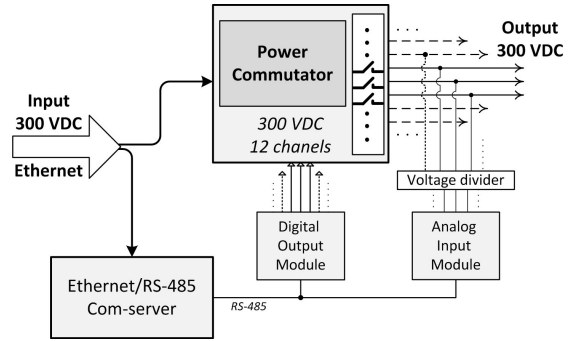 Power
Commutator
300 VDC
12 chanels
Output
300 VDC
Input
300 VDC
Ethernet
Voltage divider
Digital
Output
Module
Analog
Input
Module
Ethernet/RS-485
Com-server
RS-485